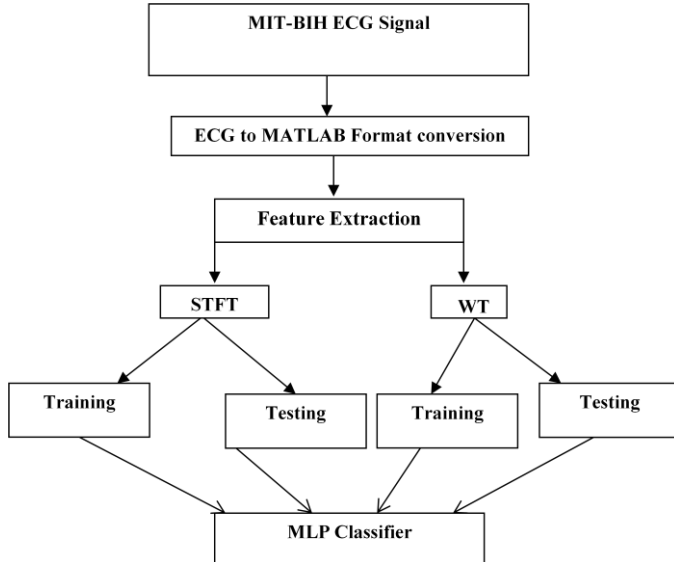 MIT-BIH ECG Signal
ECG to MATLAB Format conversion
Feature Extraction
STFT
WT
Training
Testing
Training
Testing
MLP Classifier